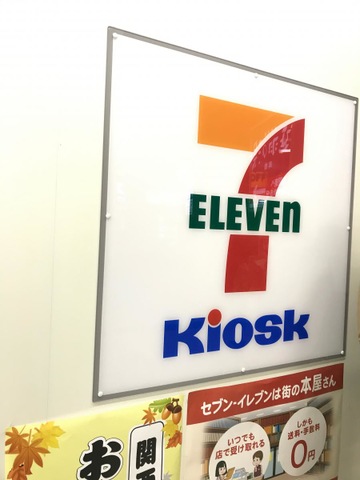 7
ELEVEn
Kiosk
セブン-イレブンは街の本屋さん
いつでも
店で受け取れる
しかも
送料・手数料
0円
関西
お